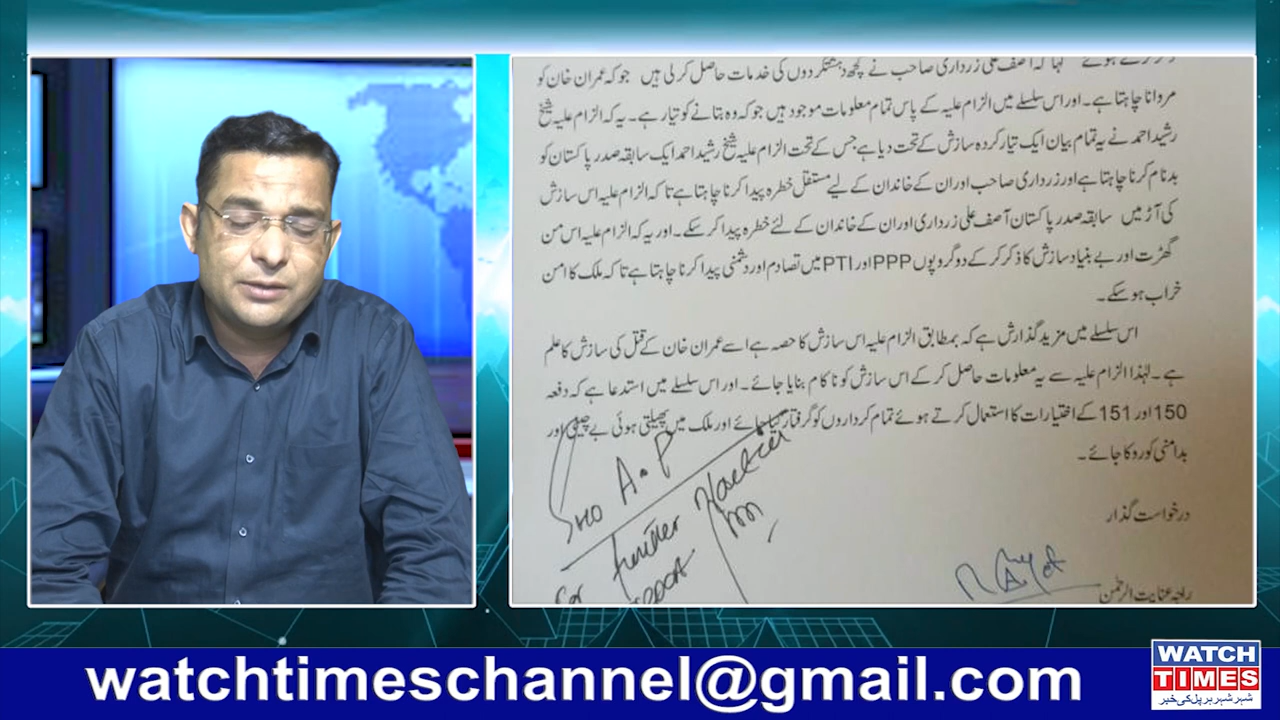 کہا کہ آصف علی زرداری صاحب نے کچھ دہشتگردوں کی خدمات حاصل کر لی ہیں جو کہ عمران خان کو
مروانا چاہتا ہے۔ اور اس سلسلے میں الزام علیہ کے پاس تمام معلومات موجود ہیں جو کہ وہ بتانے کو تیار ہے۔ یہ کہ الزام علیہ شیخ
رشید احمد نے یہ تمام بیان ایک تیار کردہ سازش کے تحت دیا ہے جس کے تحت الزام علیہ شیخ رشید احمد ایک سابقہ صدر پاکستان کو
بدنام کرنا چاہتا ہے اور زرداری صاحب اور ان کے خاندان کے لیے مستقل خطرہ پیدا کرنا چاہتا ہے تا کہ الزام علیہ اس سازش
کی آڑ میں سابقہ صدر پاکستان آصف علی زرداری اور ان کے خاندان کے لئے خطرہ پیدا کر سکے۔ اور یہ کہ الزام علیہ اس من
گھڑت اور بے بنیاد سازش کا ذکر کر کے دو گروپوں PPP اور PTI میں تصادم اور دشمنی پیدا کرنا چاہتا ہے تا کہ ملک کا امن
خراب ہو سکے۔
اس سلسلے میں مزید گذارش ہے کہ بمطابق الزام علیہ اس سازش کا حصہ ہے اسے عمران خان کے قتل کی سازش کا علم
ہے۔ لہٰذا الزام علیہ سے یہ معلومات حاصل کر کے اس سازش کو ناکام بنایا جائے۔ اور اس سلسلے میں استدعا ہے کہ دفعہ
150 اور 151 کے اختیارات کا استعمال کرتے ہوئے تمام کرداروں کو گرفتار کیا جائے اور ملک میں پھیلتی ہوئی بے چینی اور
بدامنی کو روکا جائے۔
درخواست گذار
راجہ عنایت الرحمٰن
SHO
further
watchtimeschannel@gmail.com
WATCH
TIMES
شہر شہر ہر پل کی خبر